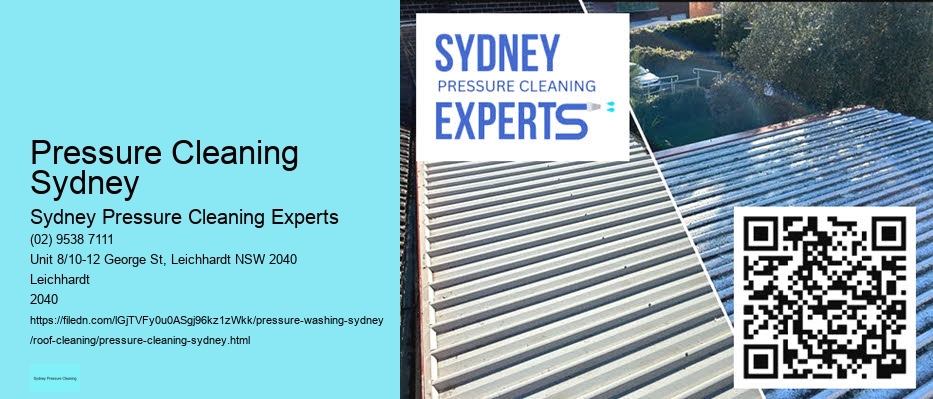 Pressure Cleaning
Sydney
Sydney Pressure Cleaning Experts
(02) 9538 7111
Unit 8/10-12 George St, Leichhardt NSW 2040
Leichhardt
2040
https://filedn.com/lGjTVFy0u0ASgj96kz1zWkk/pressure-washing-sydney
/roof-cleaning/pressure-cleaning-sydney.html
Sydney Pressure Cleaning
SYDNEY
PRESSURE CLEANING
EXPERTS